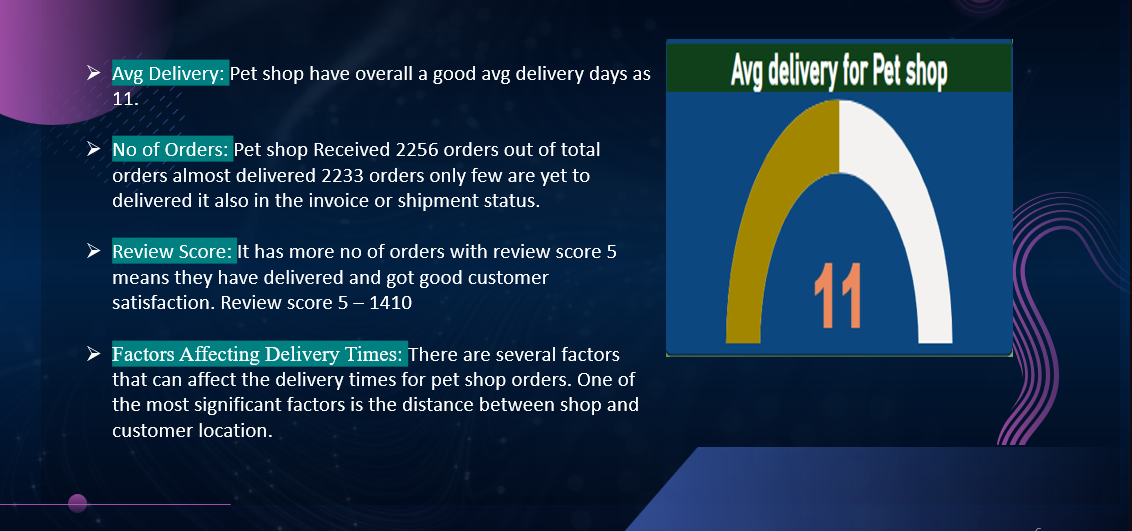 Avg Delivery: Pet shop have overall a good avg delivery days as
11.
No of Orders: Pet shop Received 2256 orders out of total
orders almost delivered 2233 orders only few are yet to
delivered it also in the invoice or shipment status.
Review Score: It has more no of orders with review score 5
means they have delivered and got good customer
satisfaction. Review score 5 – 1410
Factors Affecting Delivery Times: There are several factors
that can affect the delivery times for pet shop orders. One of
the most significant factors is the distance between shop and
customer location.
Avg delivery for Pet shop
11